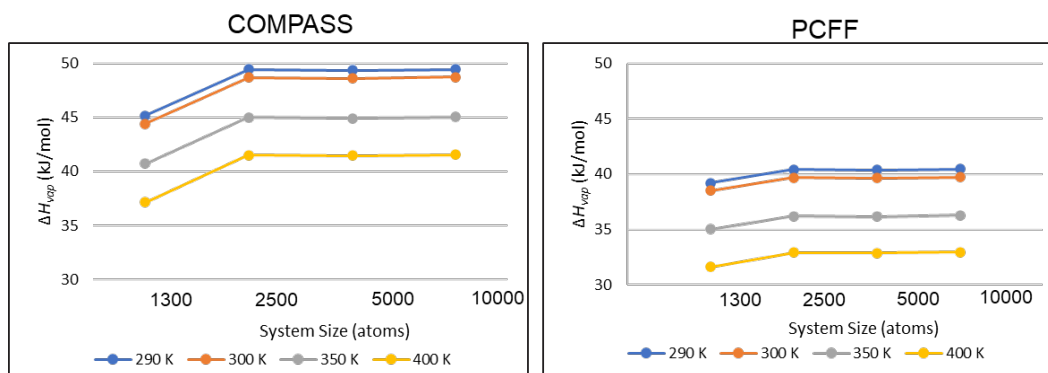 COMPASS
50
45
40
35
30
ΔHvap (kJ/mol)
1300 2500 5000 10000
System Size (atoms)
290 K 300 K 350 K 400 K
PCFF
50
45
40
35
30
ΔHvap (kJ/mol)
1300 2500 5000 10000
System Size (atoms)
290 K 300 K 350 K 400 K